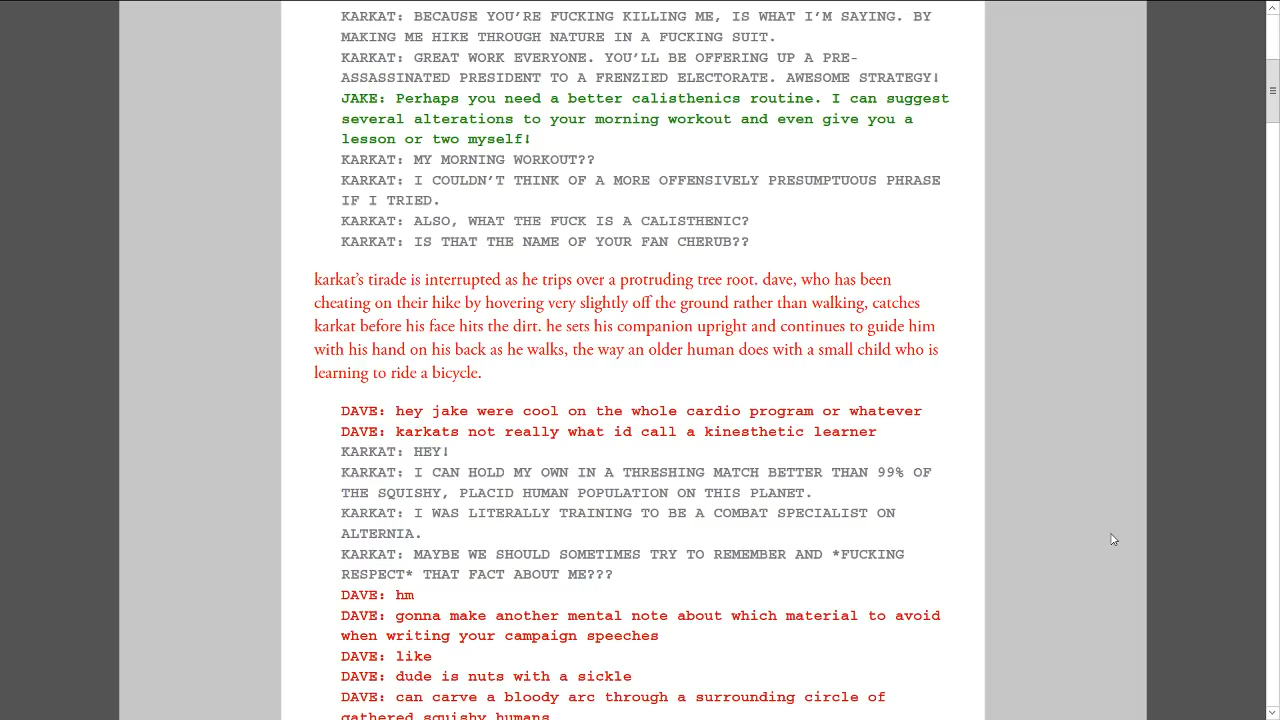 KARKAT: BECAUSE YOU’RE FUCKING KILLING ME, IS WHAT I’M SAYING. BY
MAKING ME HIKE THROUGH NATURE IN A FUCKING SUIT.
KARKAT: GREAT WORK EVERYONE. YOU’LL BE OFFERING UP A PRE-
ASSASSINATED PRESIDENT TO A FRENZIED ELECTORATE. AWESOME STRATEGY!
JAKE: Perhaps you need a better calisthenics routine. I can suggest
several alterations to your morning workout and even give you a
lesson or two myself!
KARKAT: MY MORNING WORKOUT??
KARKAT: I COULDN’T THINK OF A MORE OFFENSIVELY PRESUMPTUOUS PHRASE
IF I TRIED.
KARKAT: ALSO, WHAT THE FUCK IS A CALISTHENIC?
KARKAT: IS THAT THE NAME OF YOUR FAN CHERUB??
karkat’s tirade is interrupted as he trips over a protruding tree root. dave, who has been
cheating on their hike by hovering very slightly off the ground rather than walking, catches
karkat before his face hits the dirt. he sets his companion upright and continues to guide him
with his hand on his back as he walks, the way an older human does with a small child who is
learning to ride a bicycle.
DAVE: hey jake were cool on the whole cardio program or whatever
DAVE: karkats not really what id call a kinesthetic learner
KARKAT: HEY!
KARKAT: I CAN HOLD MY OWN IN A THRESHING MATCH BETTER THAN 99% OF
THE SQUISHY, PLACID HUMAN POPULATION ON THIS PLANET.
KARKAT: I WAS LITERALLY TRAINING TO BE A COMBAT SPECIALIST ON
ALTERNIA.
KARKAT: MAYBE WE SHOULD SOMETIMES TRY TO REMEMBER AND *FUCKING
RESPECT* THAT FACT ABOUT ME???
DAVE: hm
DAVE: gonna make another mental note about which material to avoid
when writing your campaign speeches
DAVE: like
DAVE: dude is nuts with a sickle
DAVE: can carve a bloody arc through a surrounding circle of
gathered squishy humans